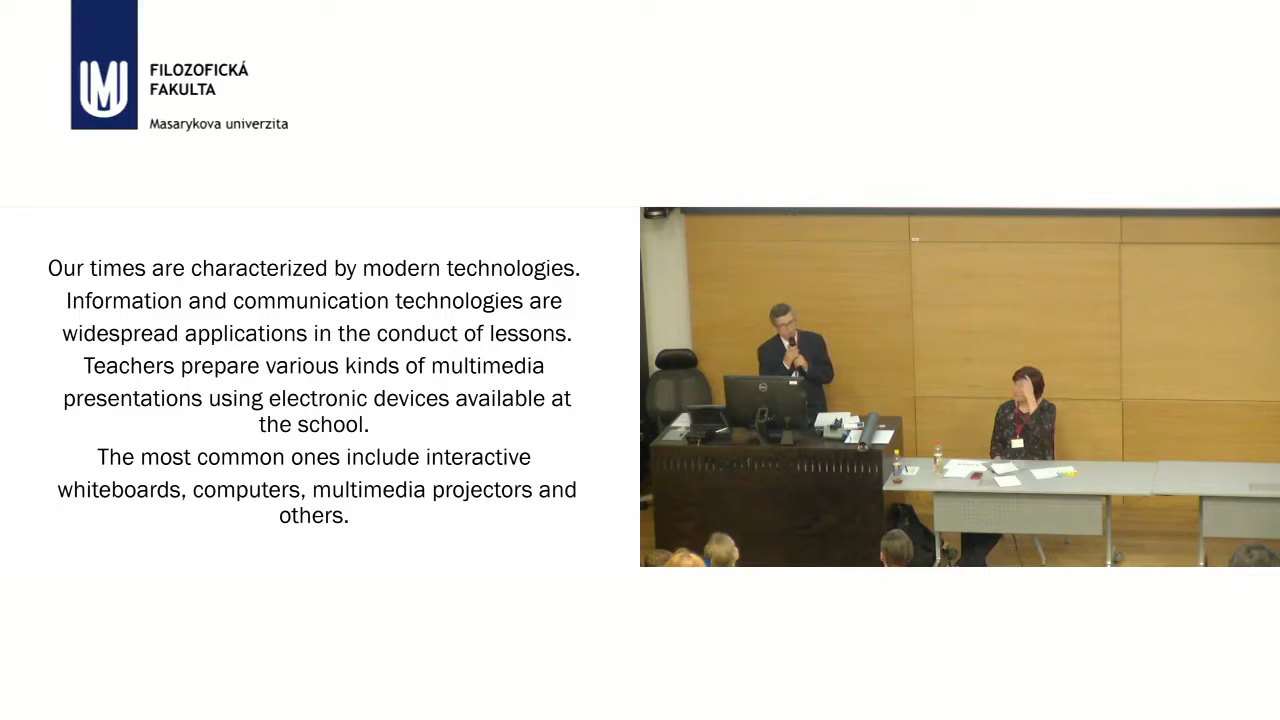 FILOZOFICKÁ
FAKULTA
Masarykova univerzita
Our times are characterized by modern technologies.
Information and communication technologies are
widespread applications in the conduct of lessons.
Teachers prepare various kinds of multimedia
presentations using electronic devices available at
the school.
The most common ones include interactive
whiteboards, computers, multimedia projectors and
others.